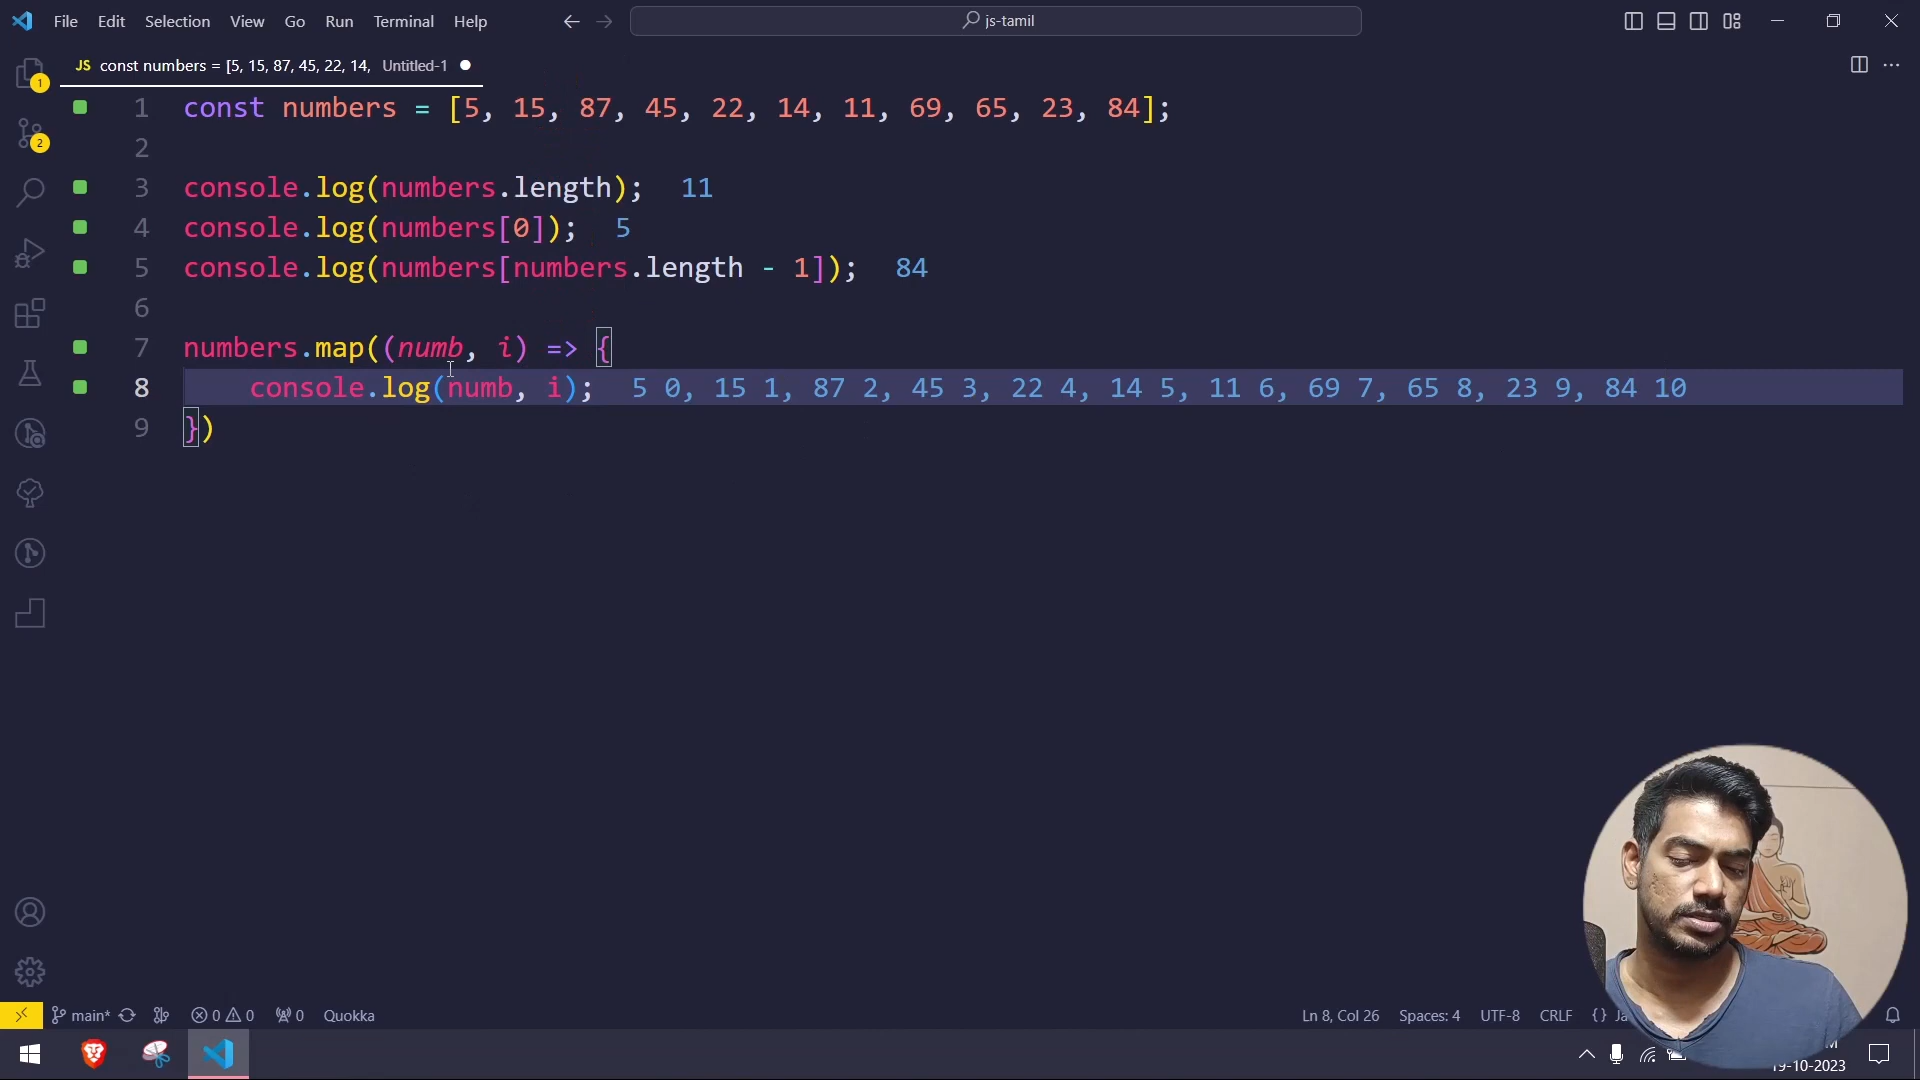 File Edit Selection View Go Run Terminal Help
js-tamil
JS const numbers = [5, 15, 87, 45, 22, 14, Untitled-1
1 const numbers = [5, 15, 87, 45, 22, 14, 11, 69, 65, 23, 84];
2
3 console.log(numbers.length); 11
4 console.log(numbers[0]); 5
5 console.log(numbers[numbers.length - 1]); 84
6
7 numbers.map((numb, i) => {
8 console.log(numb, i); 5 0, 15 1, 87 2, 45 3, 22 4, 14 5, 11 6, 69 7, 65 8, 23 9, 84 10
9 })
1
2
main* 0 0 0 Quokka
Ln 8, Col 26 Spaces: 4 UTF-8 CRLF {}
19-10-2023